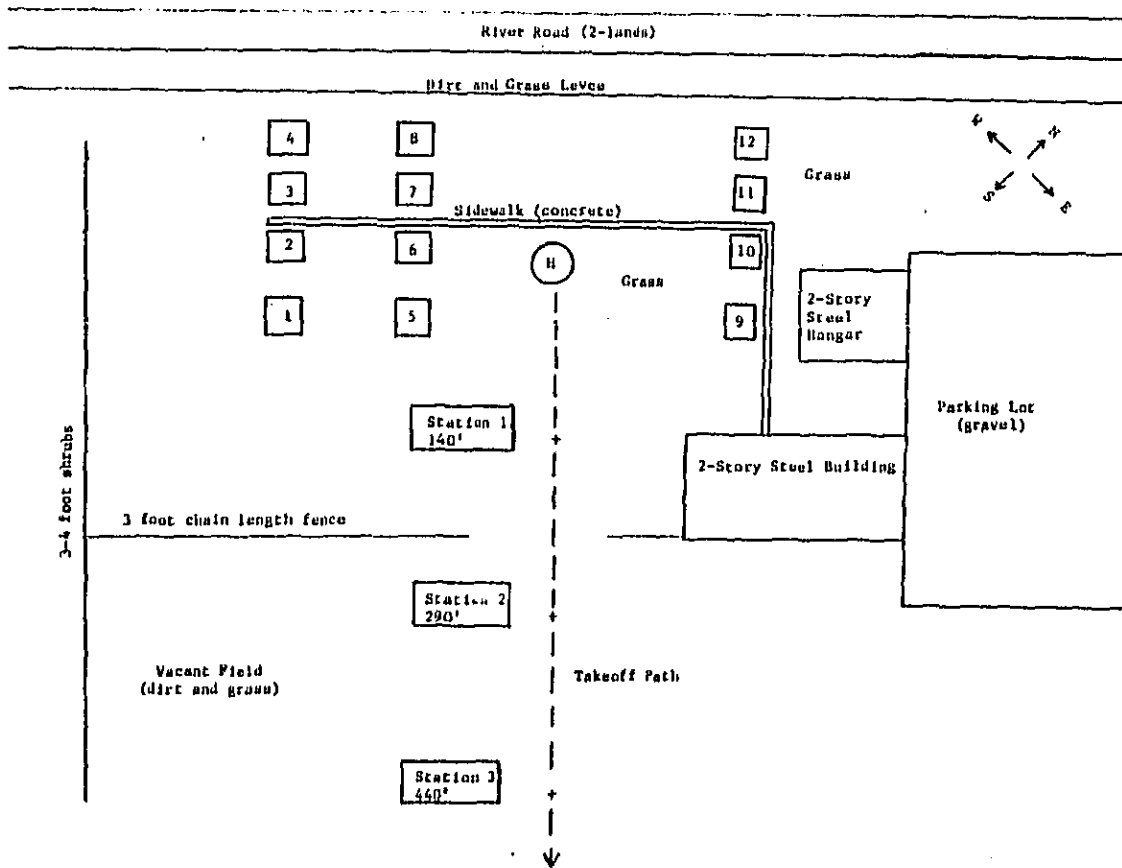 River Road (2-lands)
Dirt and Grass Levee
4
8
12
W
N
S
E
3
7
11
Grass
Sidewalk (concrete)
2
6
H
10
Grass
2-Story
Steel
Hangar
1
5
9
Station 1
140'
Parking Lot
(gravel)
2-Story Steel Building
3-4 foot shrubs
3 foot chain length fence
Station 2
290'
Vacant Field
(dirt and grass)
Takeoff Path
Station 3
440'